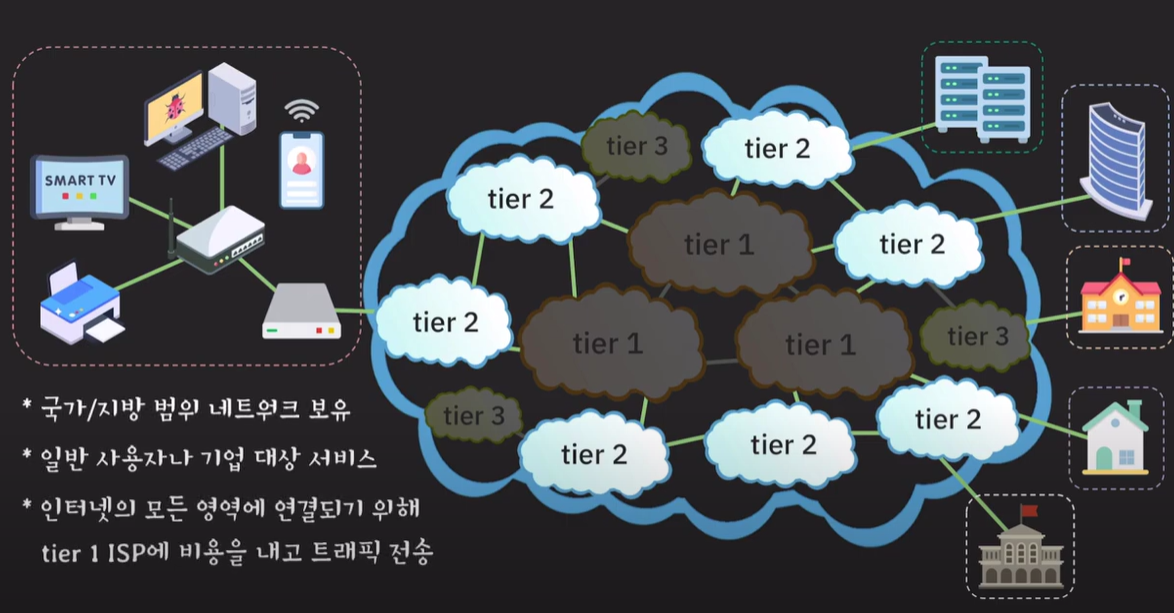 SMART TV
tier 3
tier 2
tier 2
tier 1
tier 2
tier 2
tier 1
tier 1
tier 3
tier 3
tier 2
tier 2
tier 2
* 국가/지방 범위 네트워크 보유
* 일반 사용자나 기업 대상 서비스
* 인터넷의 모든 영역에 연결되기 위해
tier 1 ISP에 비용을 내고 트래픽 전송